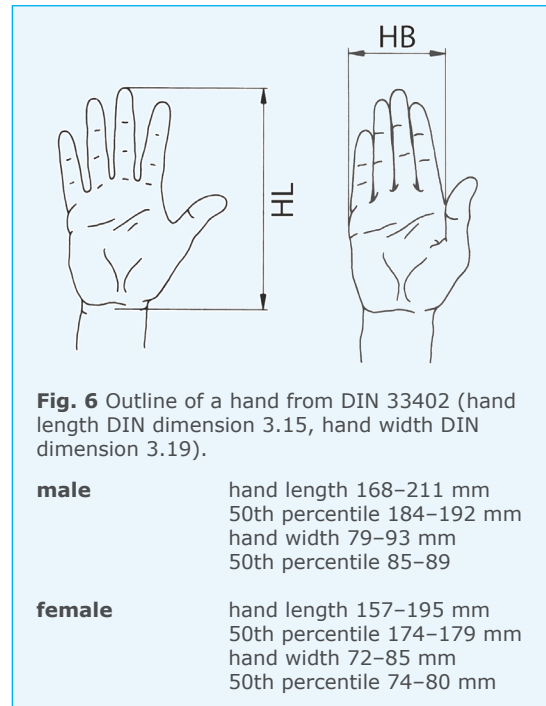 HB
HL
Fig. 6 Outline of a hand from DIN 33402 (hand
length DIN dimension 3.15, hand width DIN
dimension 3.19).
male hand length 168–211 mm
50th percentile 184–192 mm
hand width 79–93 mm
50th percentile 85–89
female hand length 157–195 mm
50th percentile 174–179 mm
hand width 72–85 mm
50th percentile 74–80 mm